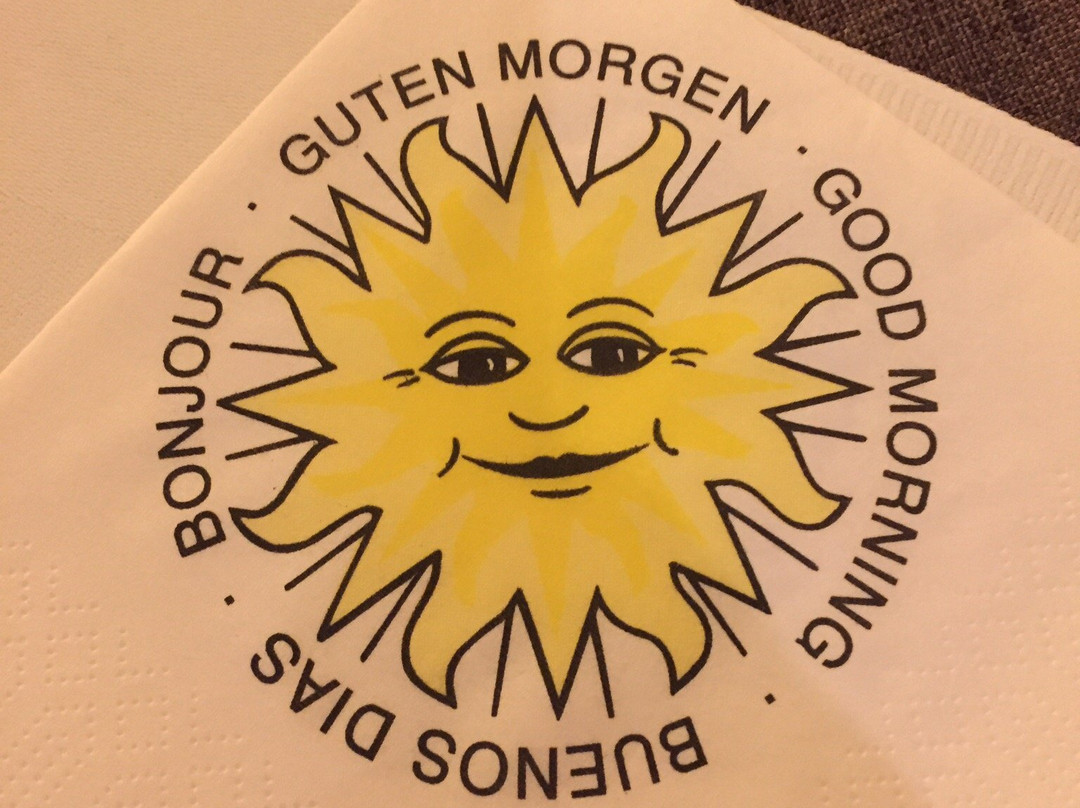 GUTEN MORGEN · GOOD MORNING · BUENOS DIAS · BONJOUR ·